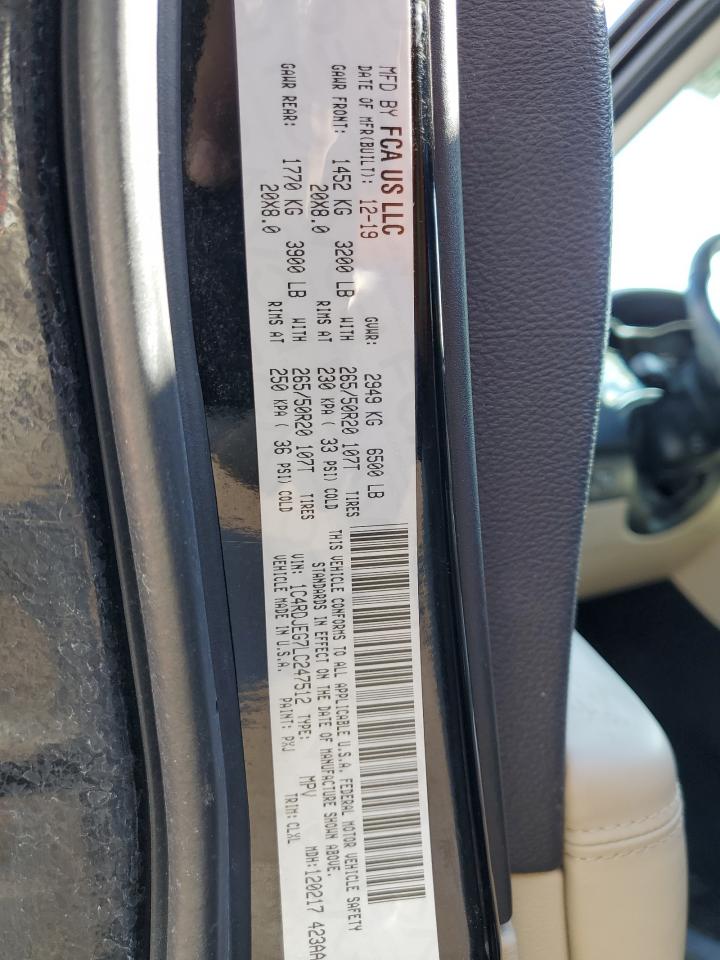 MFD BY FCA US LLC
DATE OF MFR(BUILT): 12-19 GVWR: 2949 KG 6500 LB
GAWR FRONT: 1452 KG 3200 LB WITH 265/50R20 107T TIRES
20X8.0 RIMS AT 230 KPA ( 33 PSI) COLD
GAWR REAR: 1770 KG 3900 LB WITH 265/50R20 107T TIRES
20X8.0 RIMS AT 250 KPA ( 36 PSI) COLD
THIS VEHICLE CONFORMS TO ALL APPLICABLE U.S.A. FEDERAL MOTOR VEHICLE SAFETY
STANDARDS IN EFFECT ON THE DATE OF MANUFACTURE SHOWN ABOVE.
VIN: 1C4RDJEG7LC247512 TYPE: MPV MDH:120217 423AA
VEHICLE MADE IN U.S.A. PAINT: PXJ TRIM: CLXL